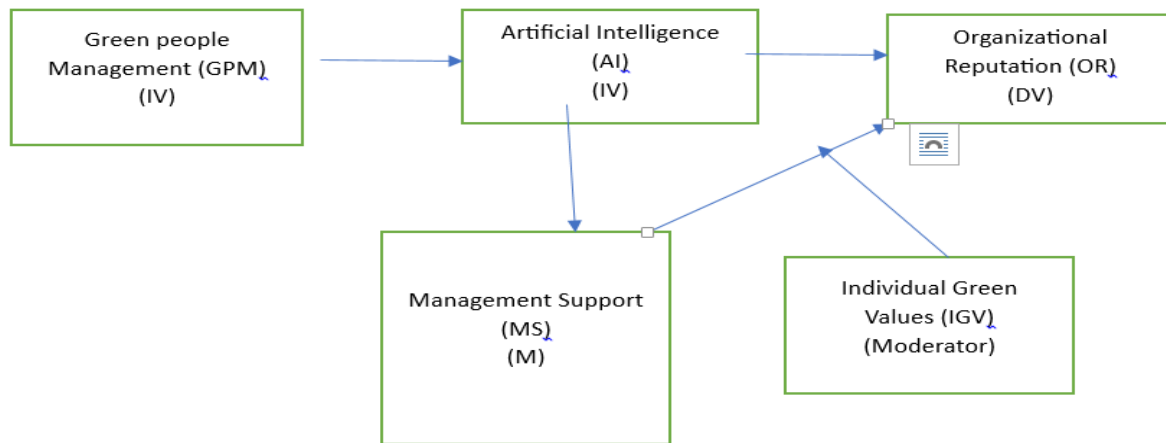 Green people
Management (GPM)
(IV)
Artificial Intelligence
(AI)
(IV)
Organizational
Reputation (OR)
(DV)
Management Support
(MS)
(M)
Individual Green
Values (IGV)
(Moderator)